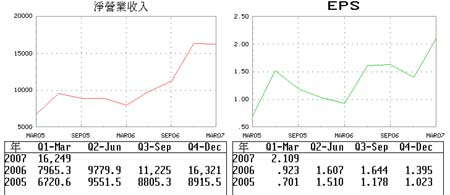 淨營業收入
20000
15000
10000
5000
MAR05 SEP05 MAR06 SEP06 MAR07
年 Q1-Mar Q2-Jun Q3-Sep Q4-Dec
2007 16,249
2006 7965.3 9779.9 11,225 16,321
2005 6720.6 9551.5 8805.3 8915.5
EPS
2.50
2.00
1.50
1.00
.50
MAR05 SEP05 MAR06 SEP06 MAR07
年 Q1-Mar Q2-Jun Q3-Sep Q4-Dec
2007 2.109
2006 .923 1.607 1.644 1.395
2005 .701 1.510 1.178 1.023